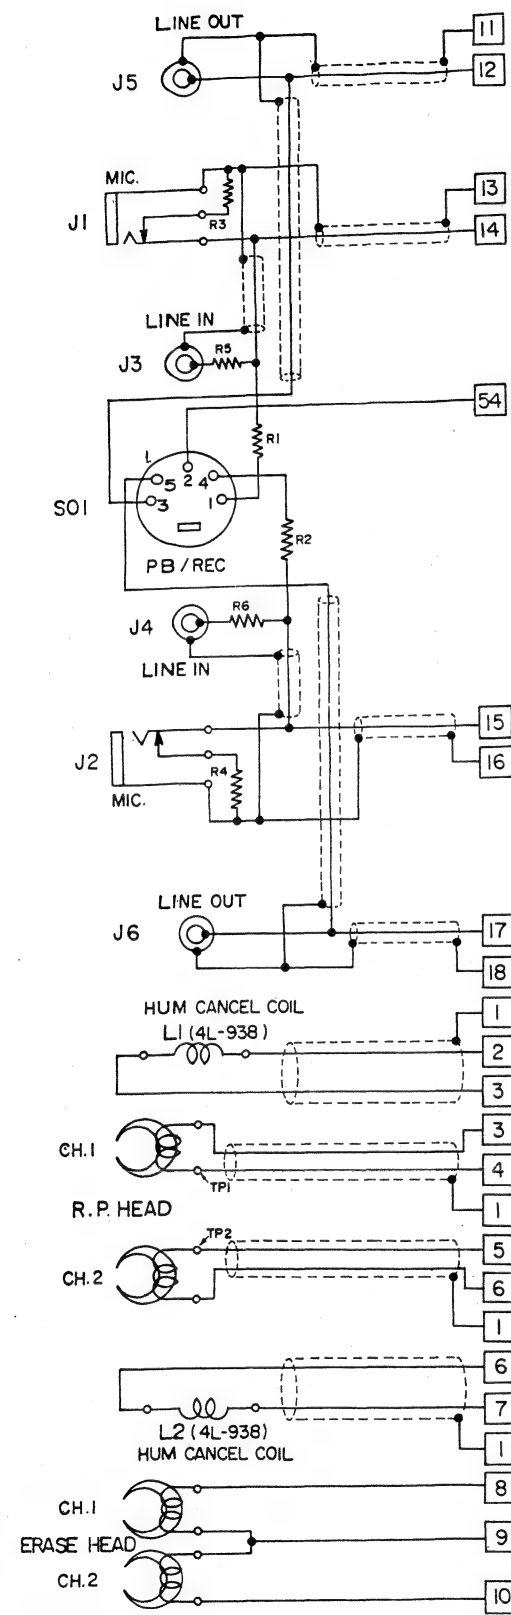 LINE OUT
11
J5
12
MIC.
13
J1
R3
14
LINE IN
J3
R5
54
R1
1.
5 2 4
3 1
SO1
R2
PB/REC
R6
J4
LINE IN
15
J2
R4
16
MIC.
LINE OUT
17
J6
18
HUM CANCEL COIL
1
L1 (4L-938)
2
3
3
CH.1
4
TP1
R.P. HEAD
1
TP2
5
CH.2
6
1
6
7
L2 (4L-938)
HUM CANCEL COIL
1
8
CH.1
9
ERASE HEAD
CH.2
10